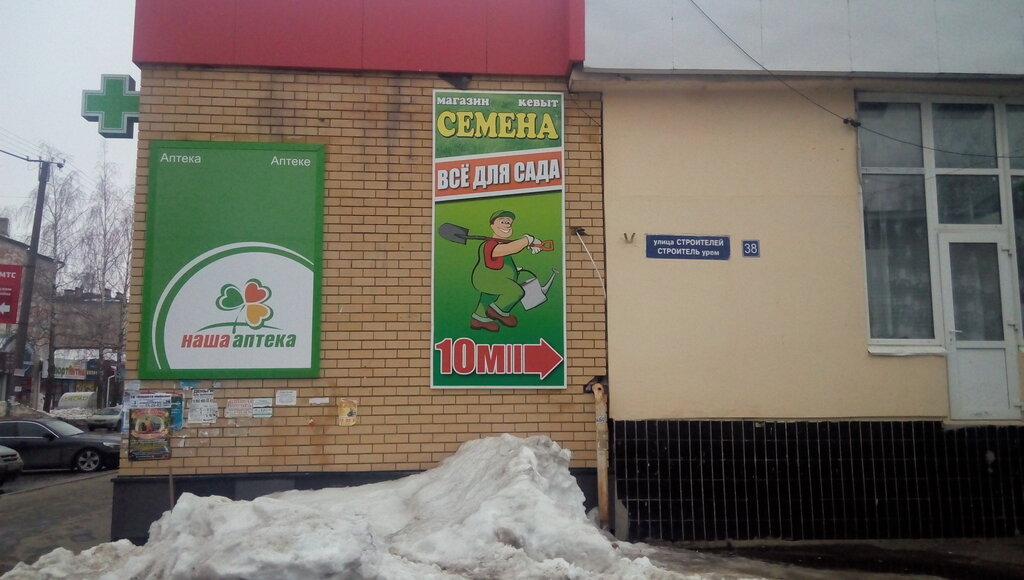 Аптека Аптеке
наша аптека
магазин кевыт
СЕМЕНА
ВСЁ ДЛЯ САДА
10М
улица СТРОИТЕЛЕЙ
СТРОИТЕЛЬ урем
38
МТС